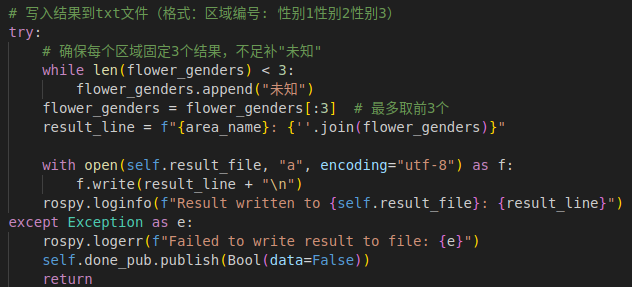 # 写入结果到txt文件（格式：区域编号: 性别1性别2性别3）
try:
    # 确保每个区域固定3个结果，不足补"未知"
    while len(flower_genders) < 3:
        flower_genders.append("未知")
    flower_genders = flower_genders[:3]  # 最多取前3个
    result_line = f"{area_name}: {''.join(flower_genders)}"

    with open(self.result_file, "a", encoding="utf-8") as f:
        f.write(result_line + "\n")
    rospy.loginfo(f"Result written to {self.result_file}: {result_line}")
except Exception as e:
    rospy.logerr(f"Failed to write result to file: {e}")
    self.done_pub.publish(Bool(data=False))
    return